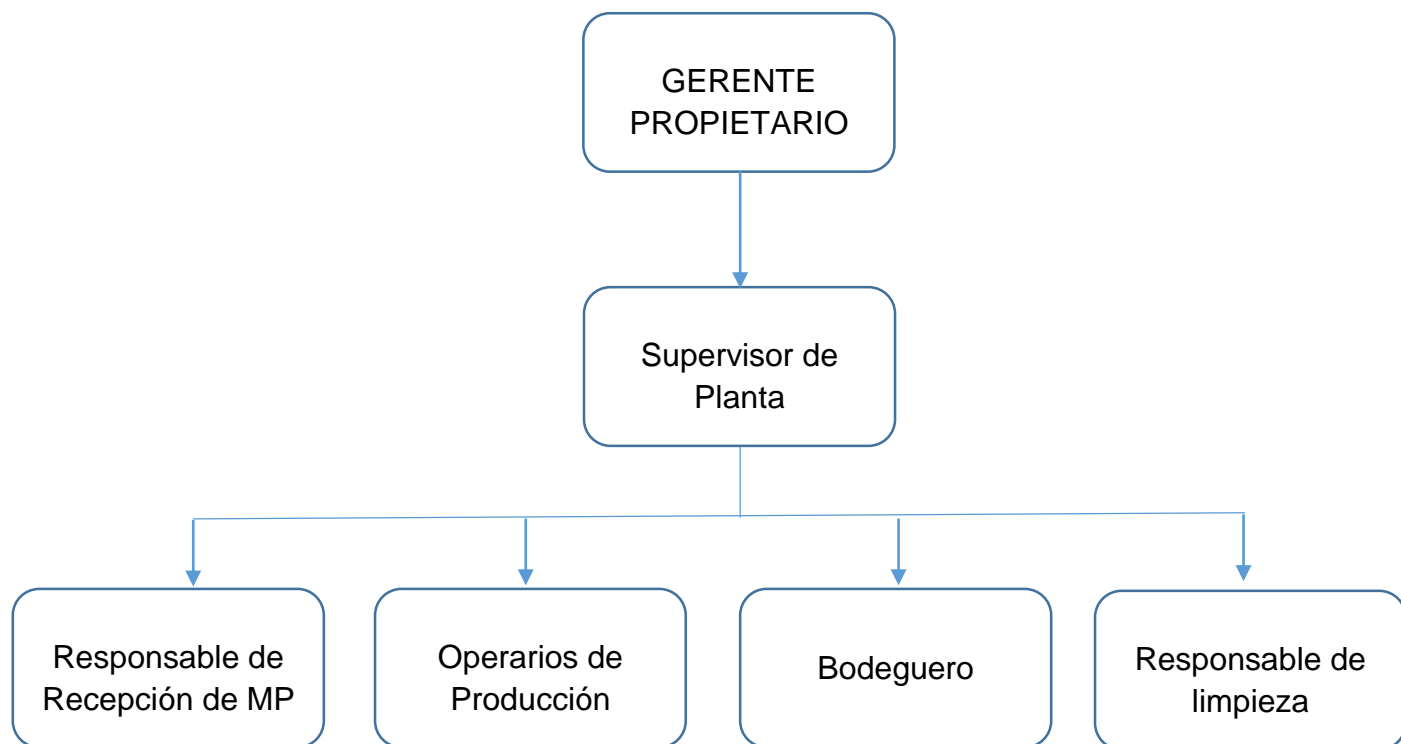 GERENTE
PROPIETARIO
Supervisor de
Planta
Responsable de
Recepción de MP
Operarios de
Producción
Bodeguero
Responsable de
limpieza